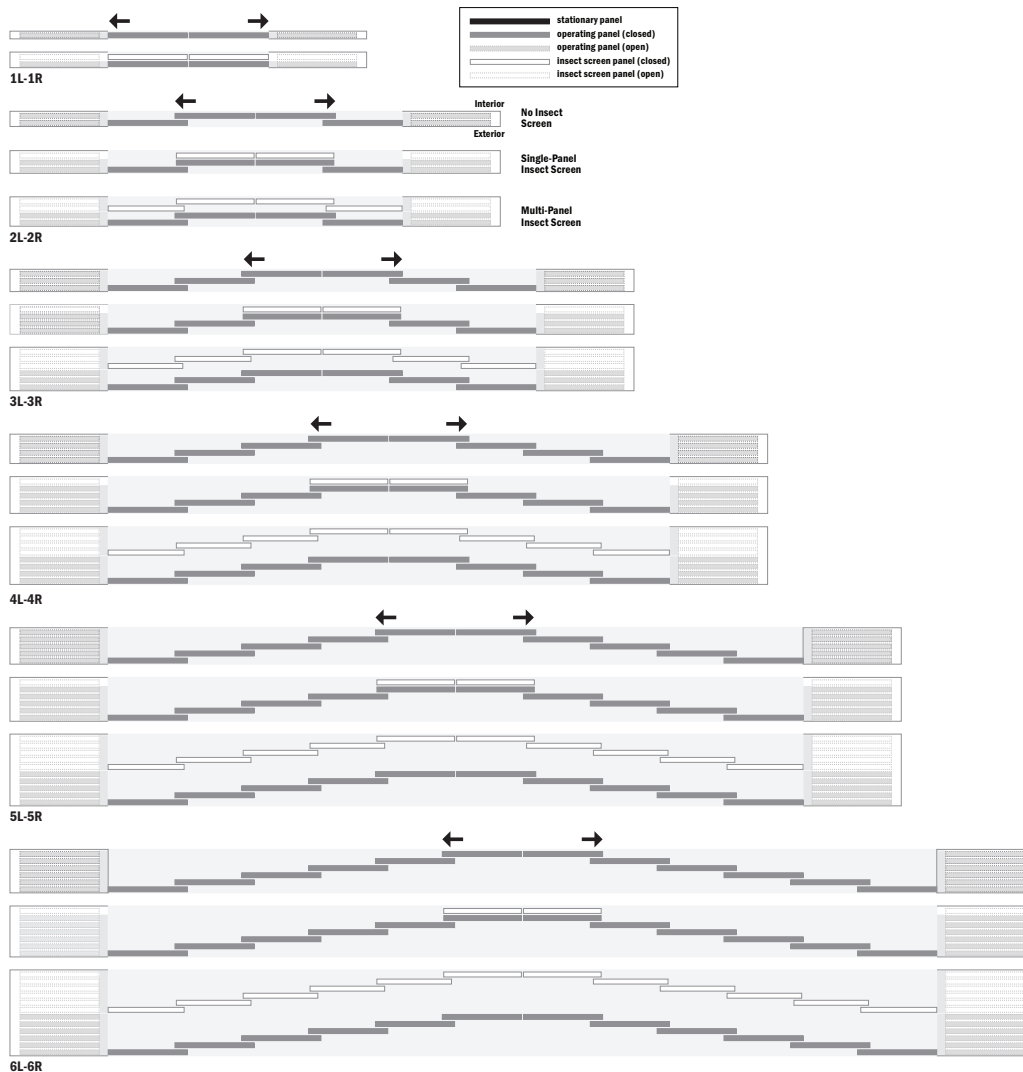 stationary panel
operating panel (closed)
operating panel (open)
insect screen panel (closed)
insect screen panel (open)
1L-1R
Interior
Exterior
No Insect
Screen
Single-Panel
Insect Screen
Multi-Panel
Insect Screen
2L-2R
3L-3R
4L-4R
5L-5R
6L-6R